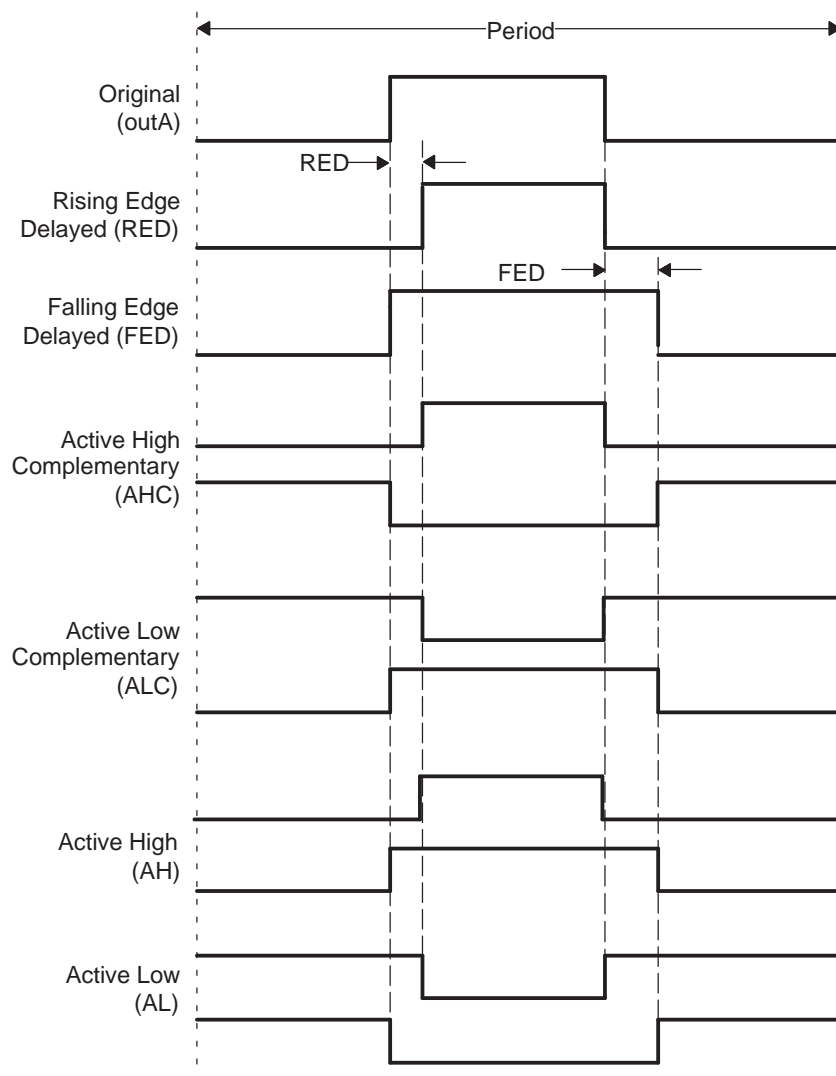 Period
Original
(outA)
RED
Rising Edge
Delayed (RED)
FED
Falling Edge
Delayed (FED)
Active High
Complementary
(AHC)
Active Low
Complementary
(ALC)
Active High
(AH)
Active Low
(AL)